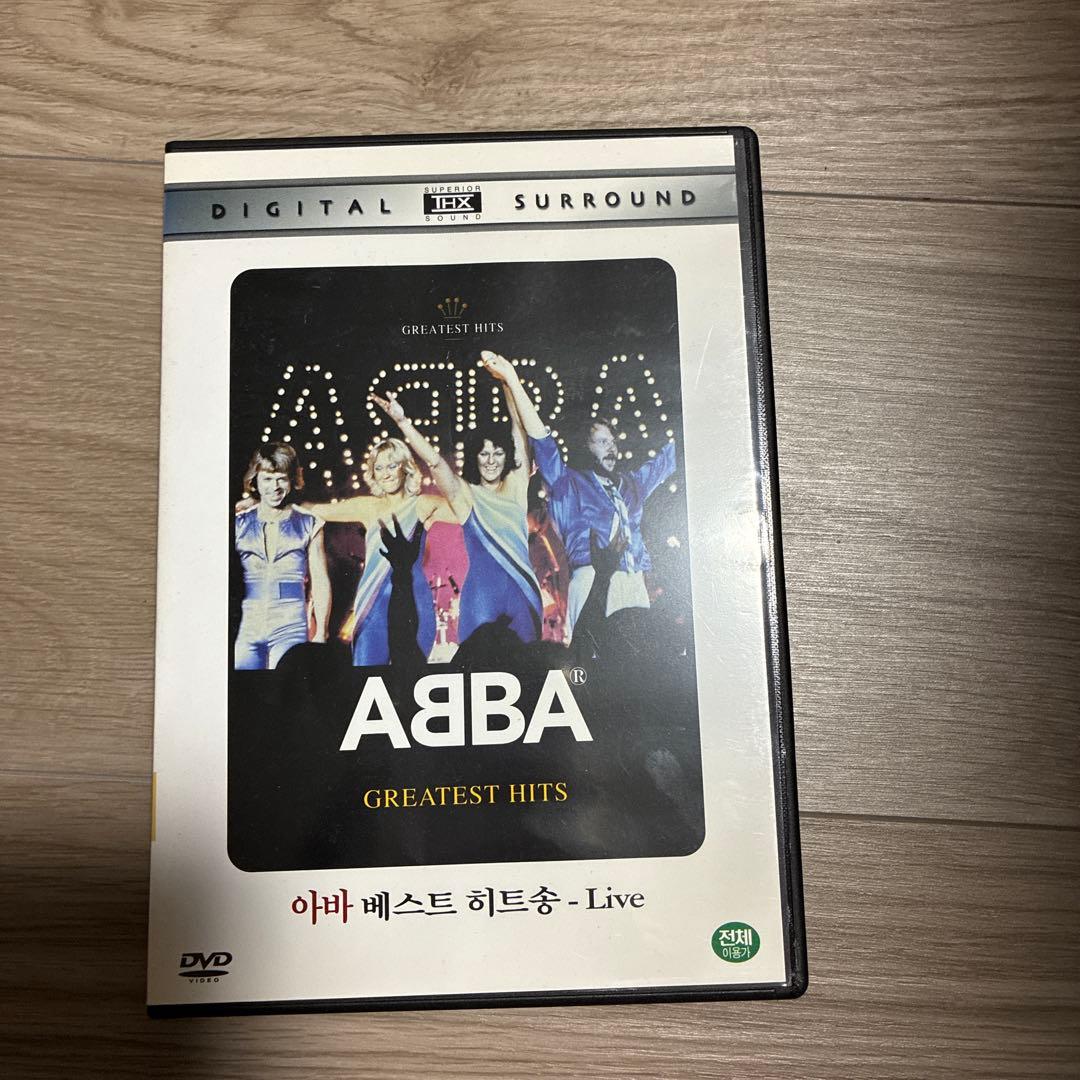 DIGITAL SUPERIOR THX SOUND SURROUND
GREATEST HITS
ABBA
ABBA®
GREATEST HITS
아바 베스트 히트송 - Live
DVD VIDEO
전체
이용가